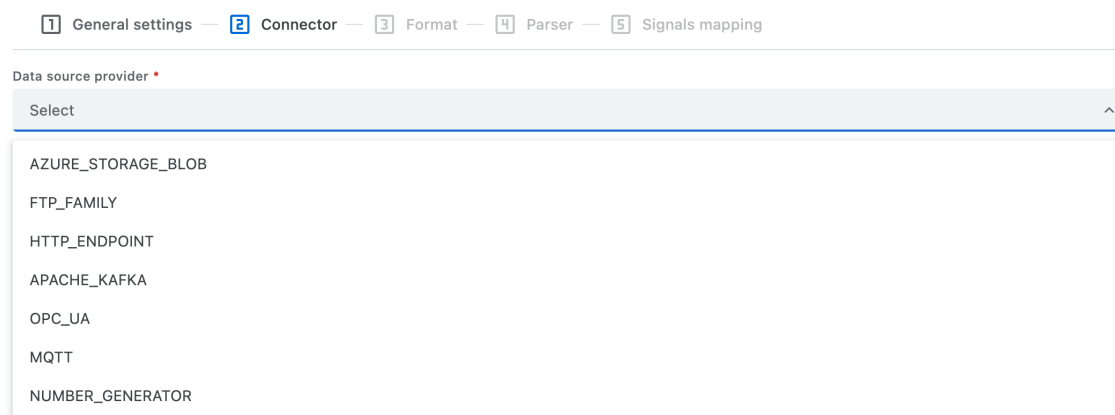 1 General settings 2 Connector 3 Format 4 Parser 5 Signals mapping
Data source provider *
Select
AZURE_STORAGE_BLOB
FTP_FAMILY
HTTP_ENDPOINT
APACHE_KAFKA
OPC_UA
MQTT
NUMBER_GENERATOR